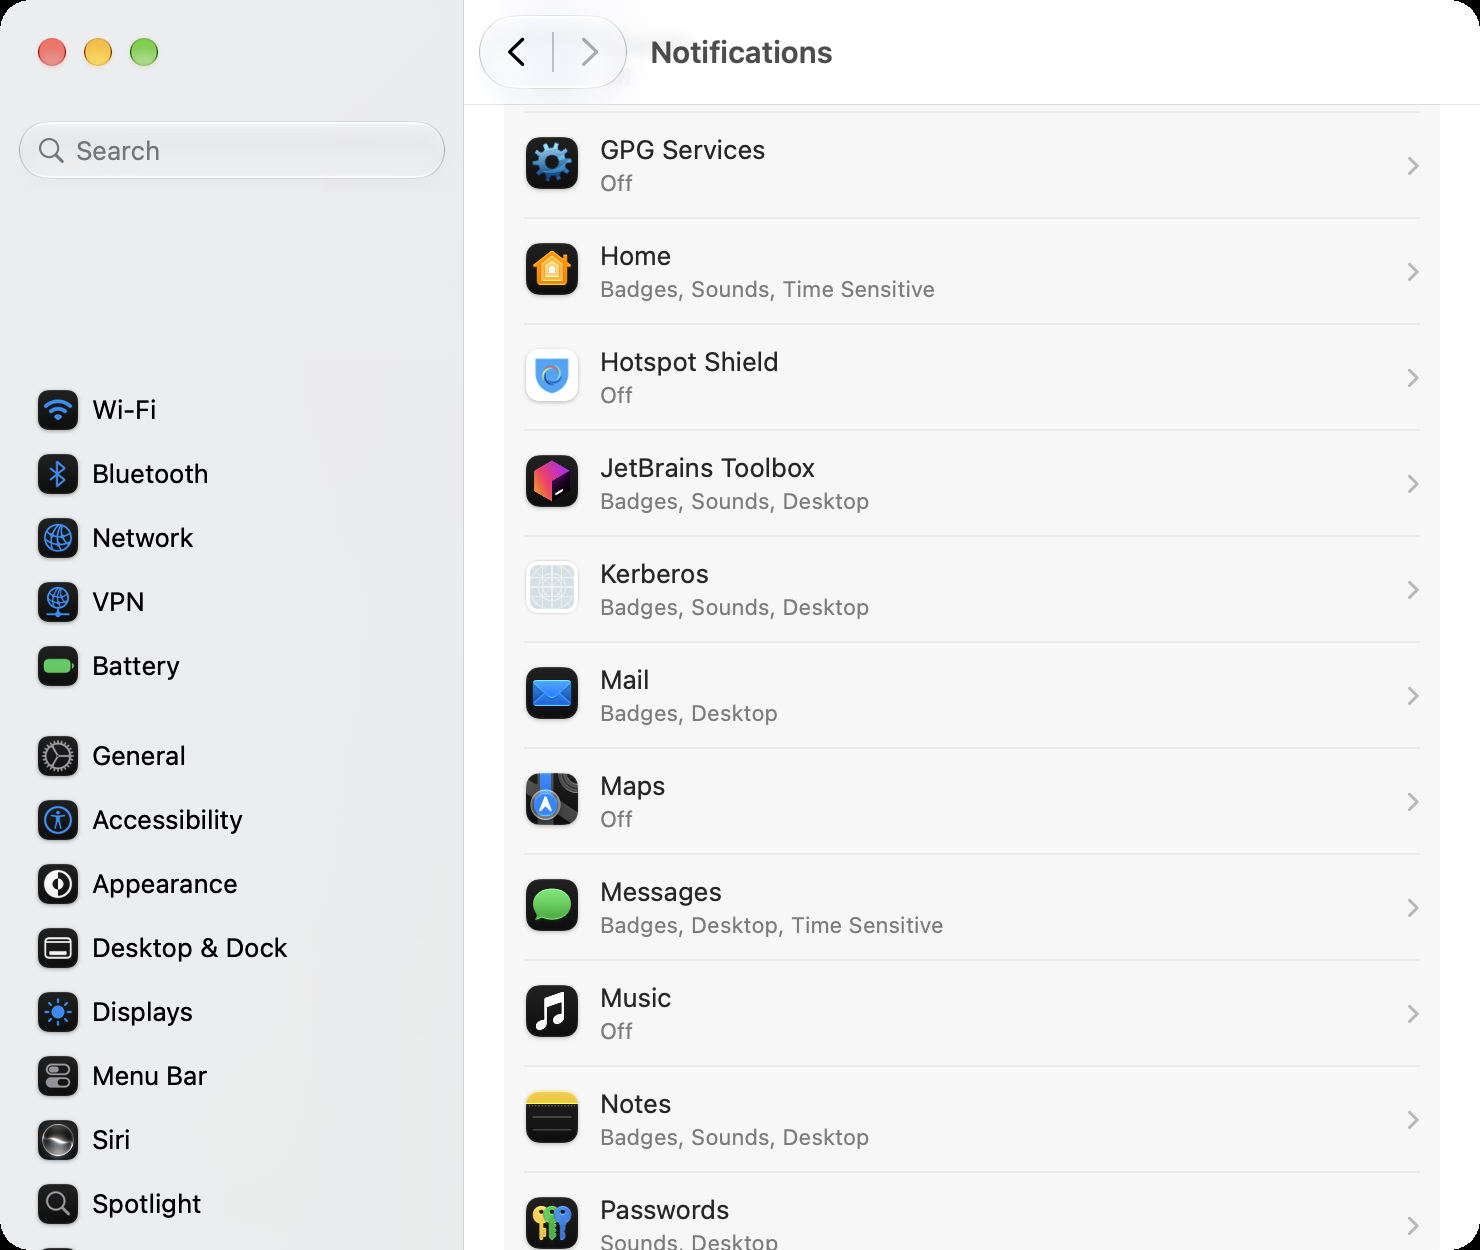 Notifications
Search
Wi-Fi
Bluetooth
Network
VPN
Battery
General
Accessibility
Appearance
Desktop & Dock
Displays
Menu Bar
Siri
Spotlight
GPG Services
Off
Home
Badges, Sounds, Time Sensitive
Hotspot Shield
Off
JetBrains Toolbox
Badges, Sounds, Desktop
Kerberos
Badges, Sounds, Desktop
Mail
Badges, Desktop
Maps
Off
Messages
Badges, Desktop, Time Sensitive
Music
Off
Notes
Badges, Sounds, Desktop
Passwords
Sounds, Desktop